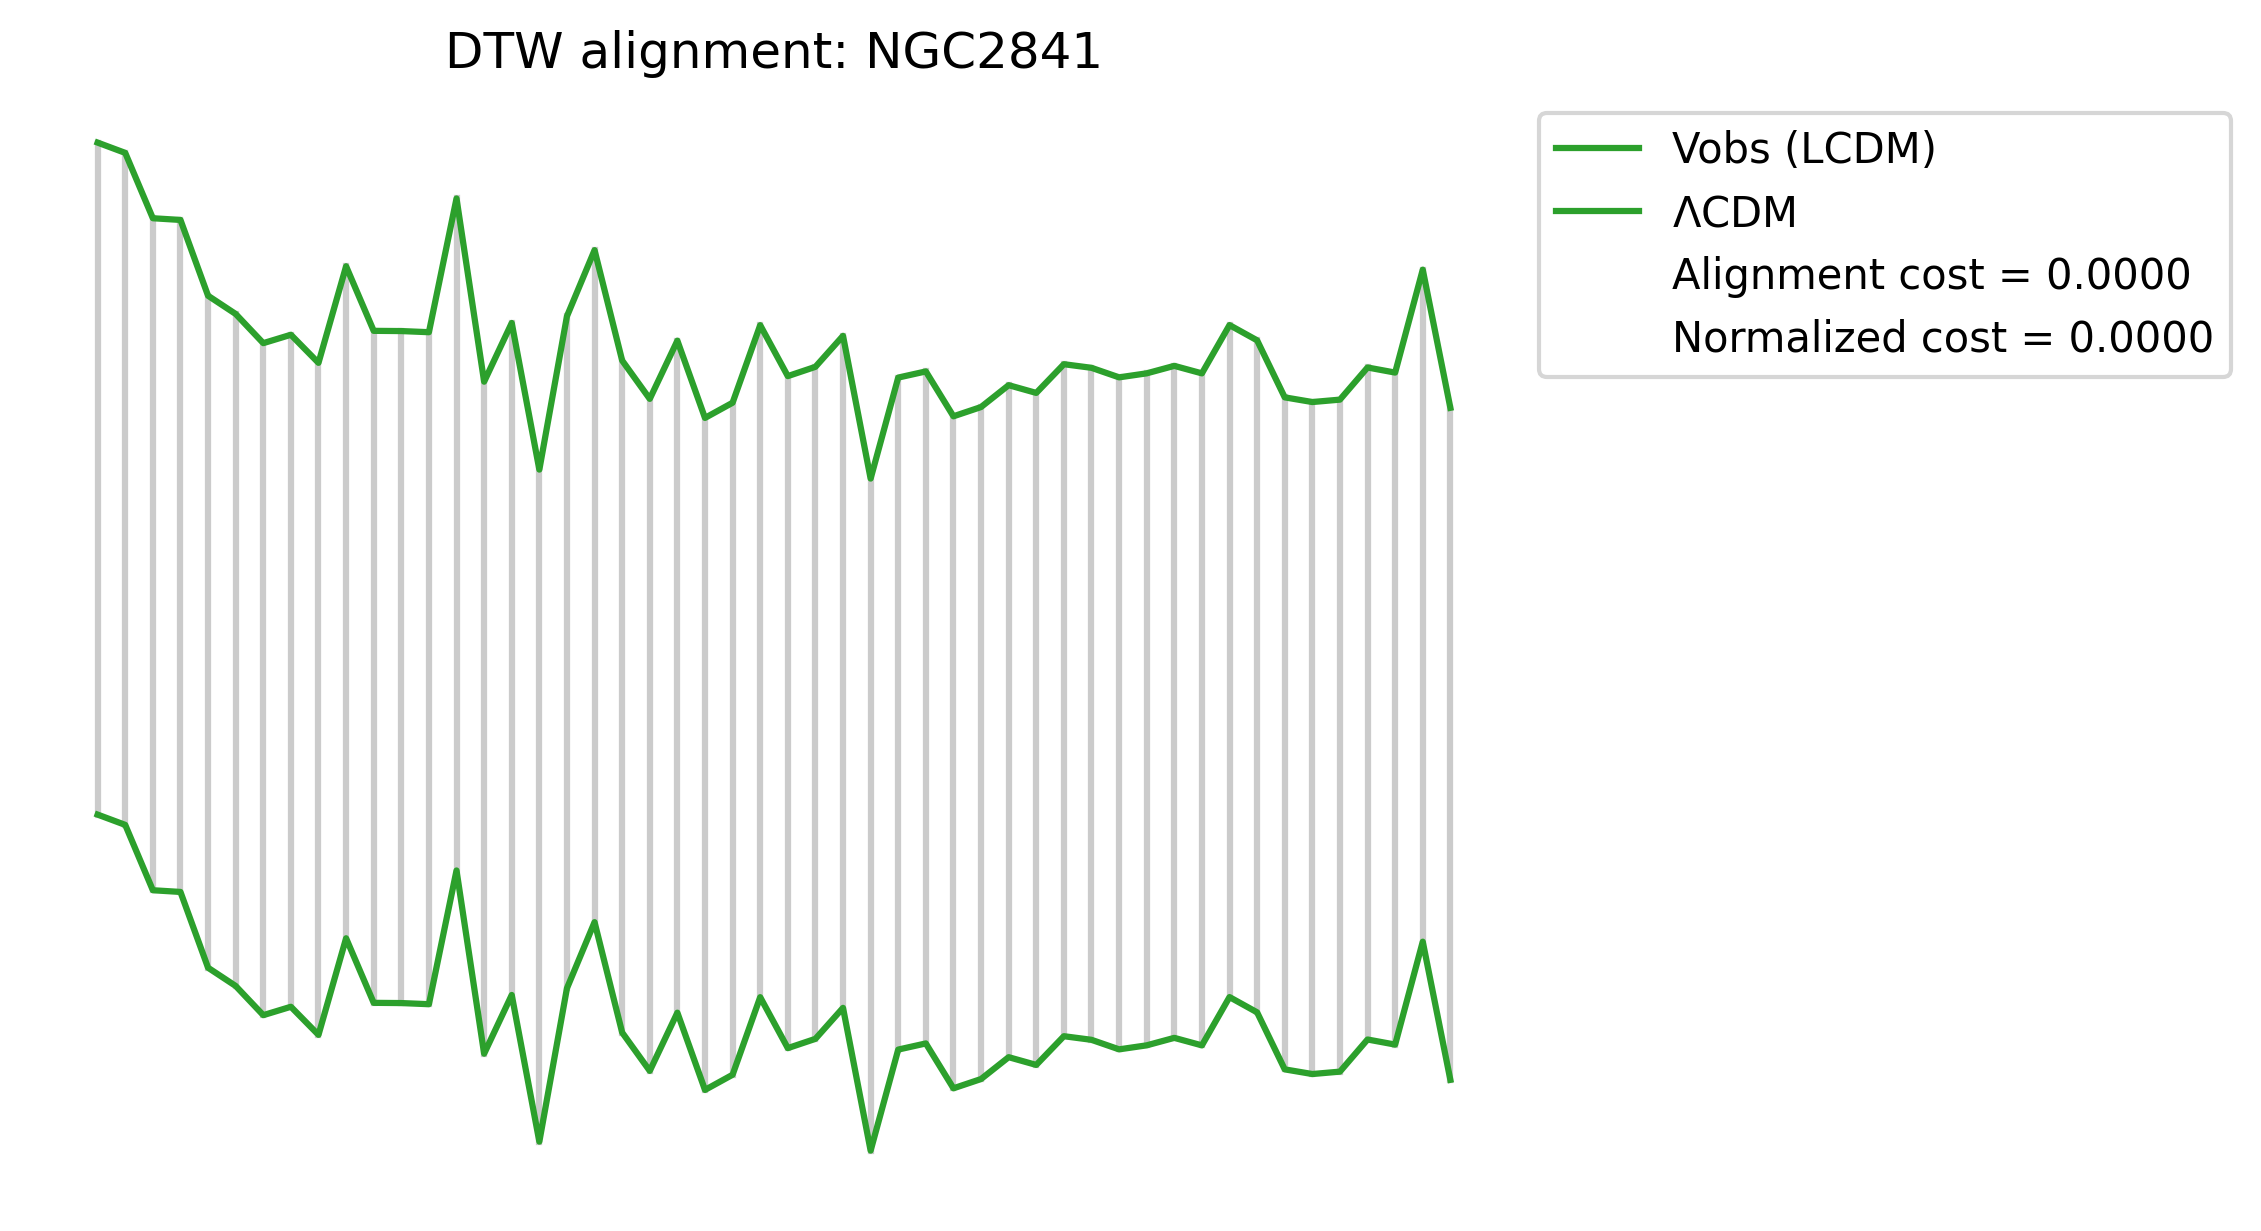 DTW alignment: NGC2841
Vobs (LCDM)
ΛCDM
Alignment cost = 0.0000
Normalized cost = 0.0000